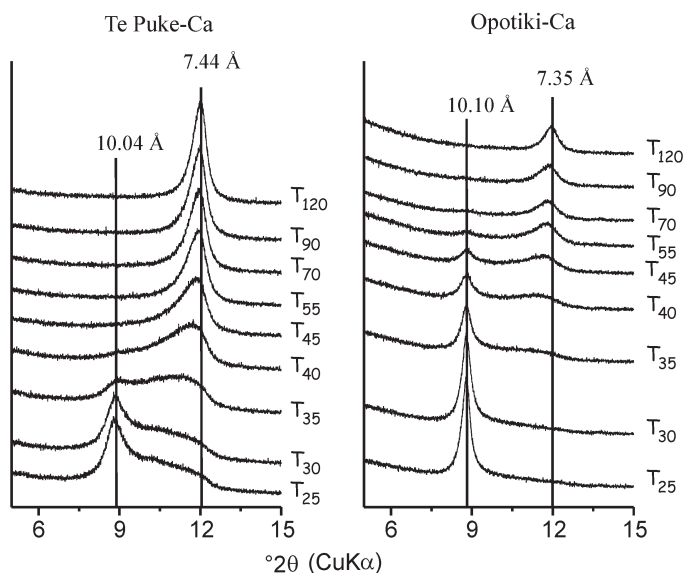 Te Puke-Ca
7.44 Å
10.04 Å
T120
T90
T70
T55
T45
T40
T35
T30
T25
6 9 12 15
Opotiki-Ca
7.35 Å
10.10 Å
T120
T90
T70
T55
T45
T40
T35
T30
T25
6 9 12 15
°2θ (CuKα)